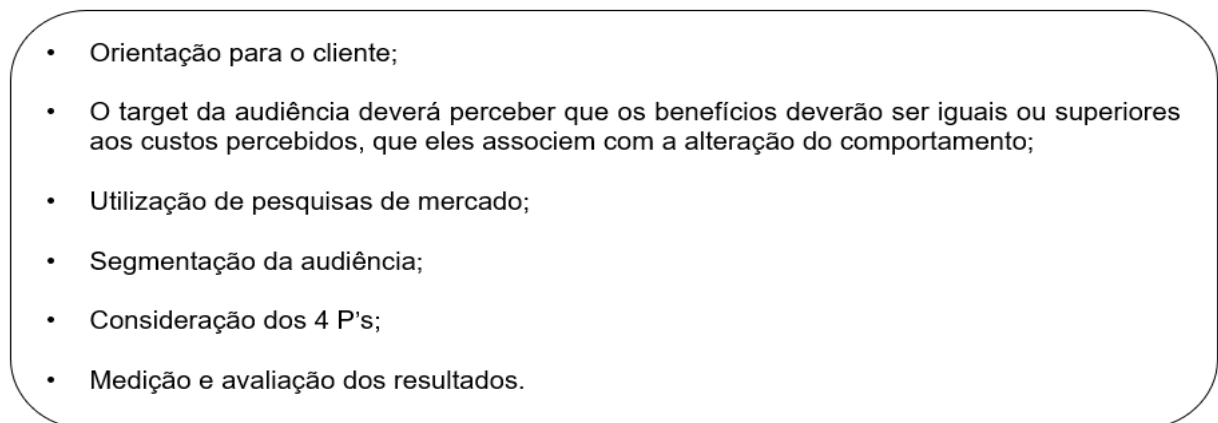 • Orientação para o cliente;
• O target da audiência deverá perceber que os benefícios deverão ser iguais ou superiores
aos custos percebidos, que eles associem com a alteração do comportamento;
• Utilização de pesquisas de mercado;
• Segmentação da audiência;
• Consideração dos 4 P’s;
• Medição e avaliação dos resultados.